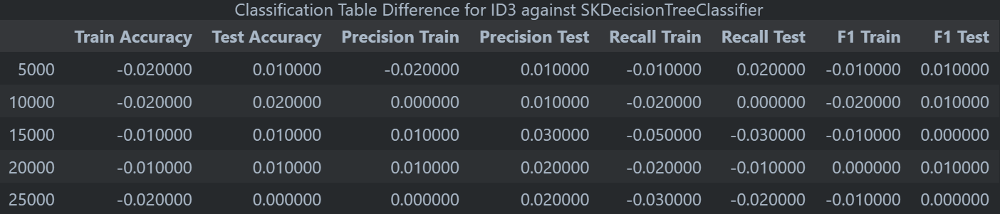 Classification Table Difference for ID3 against SKDecisionTreeClassifier
Train Accuracy Test Accuracy Precision Train Precision Test Recall Train Recall Test F1 Train F1 Test
5000 -0.020000 0.010000 -0.020000 0.010000 -0.010000 0.020000 -0.010000 0.010000
10000 -0.020000 0.020000 0.000000 0.010000 -0.020000 0.000000 -0.020000 0.010000
15000 -0.010000 0.010000 0.010000 0.030000 -0.050000 -0.030000 -0.010000 0.000000
20000 -0.010000 0.010000 0.010000 0.020000 -0.020000 -0.010000 0.000000 0.010000
25000 -0.020000 0.000000 0.000000 0.020000 -0.030000 -0.020000 -0.010000 0.000000